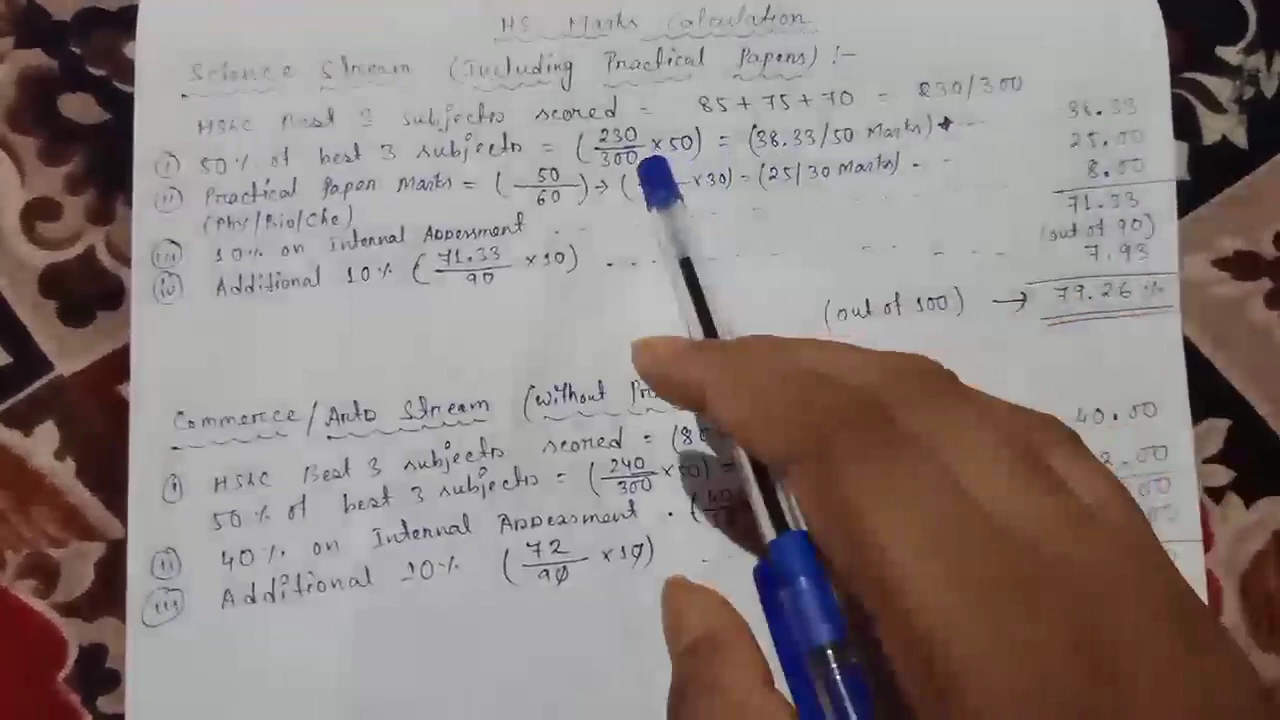 HS Marks Calculation
Science Stream (Including Practical Papers) :-
HSLC Best 3 subjects scored = 85 + 75 + 70 = 230/300
(i) 50% of best 3 subjects = (230/300 × 50) = (38.33/50 Marks) 38.33
(ii) Practical Paper Marks = (50/60) → ( × 30) = (25/30 Marks) 25.00
(Phy/Bio/Che)
(iii) 10% on Internal Assessment 8.00
71.33
(out of 90)
(iv) Additional 10% (71.33/90 × 10) 7.93
(out of 100) → 79.26 %
Commerce/Arts Stream (Without
(i) HSLC Best 3 subjects scored = (80
50% of best 3 subjects = (240/300 × 50) = 40.00
(ii) 40% on Internal Assessment .
(iii) Additional 10% (72/90 × 10)